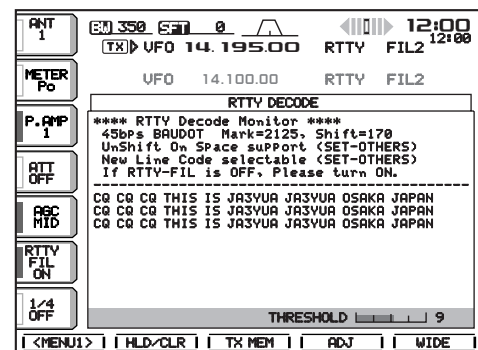 ANT 1
BW 350 SFT 0 12:00
TX VFO 14.195.00 RTTY FIL2 12:00
METER Po
VFO 14.100.00 RTTY FIL2
RTTY DECODE
P.AMP 1
**** RTTY Decode Monitor ****
45bps BAUDOT Mark=2125, Shift=170
UnShift On Space support (SET-OTHERS)
New Line Code selectable (SET-OTHERS)
If RTTY-FIL is OFF, Please turn ON.
ATT OFF
CQ CQ CQ THIS IS JA3YUA JA3YUA OSAKA JAPAN
CQ CQ CQ THIS IS JA3YUA JA3YUA OSAKA JAPAN
CQ CQ CQ THIS IS JA3YUA JA3YUA OSAKA JAPAN
AGC MID
RTTY FIL ON
1/4 OFF
THRESHOLD 9
<MENU1> HLD/CLR TX MEM ADJ WIDE